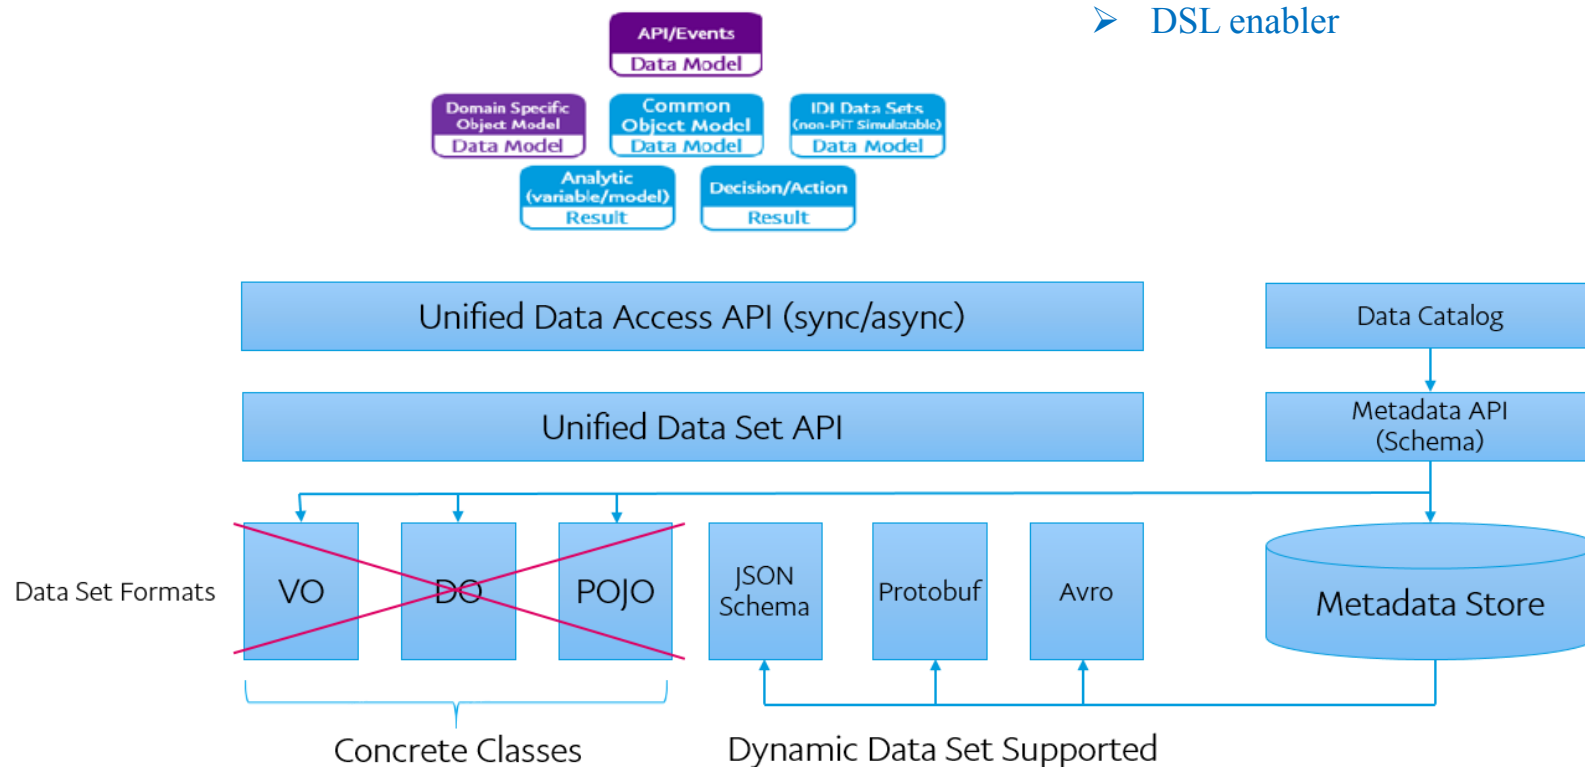 ➢ DSL enabler
API/Events
Data Model
Domain Specific
Object Model
Data Model
Common
Object Model
Data Model
IDI Data Sets
(non-PiT Simulatable)
Data Model
Analytic
(variable/model)
Result
Decision/Action
Result
Unified Data Access API (sync/async)
Data Catalog
Unified Data Set API
Metadata API
(Schema)
Data Set Formats
VO
DO
POJO
JSON
Schema
Protobuf
Avro
Metadata Store
Concrete Classes
Dynamic Data Set Supported